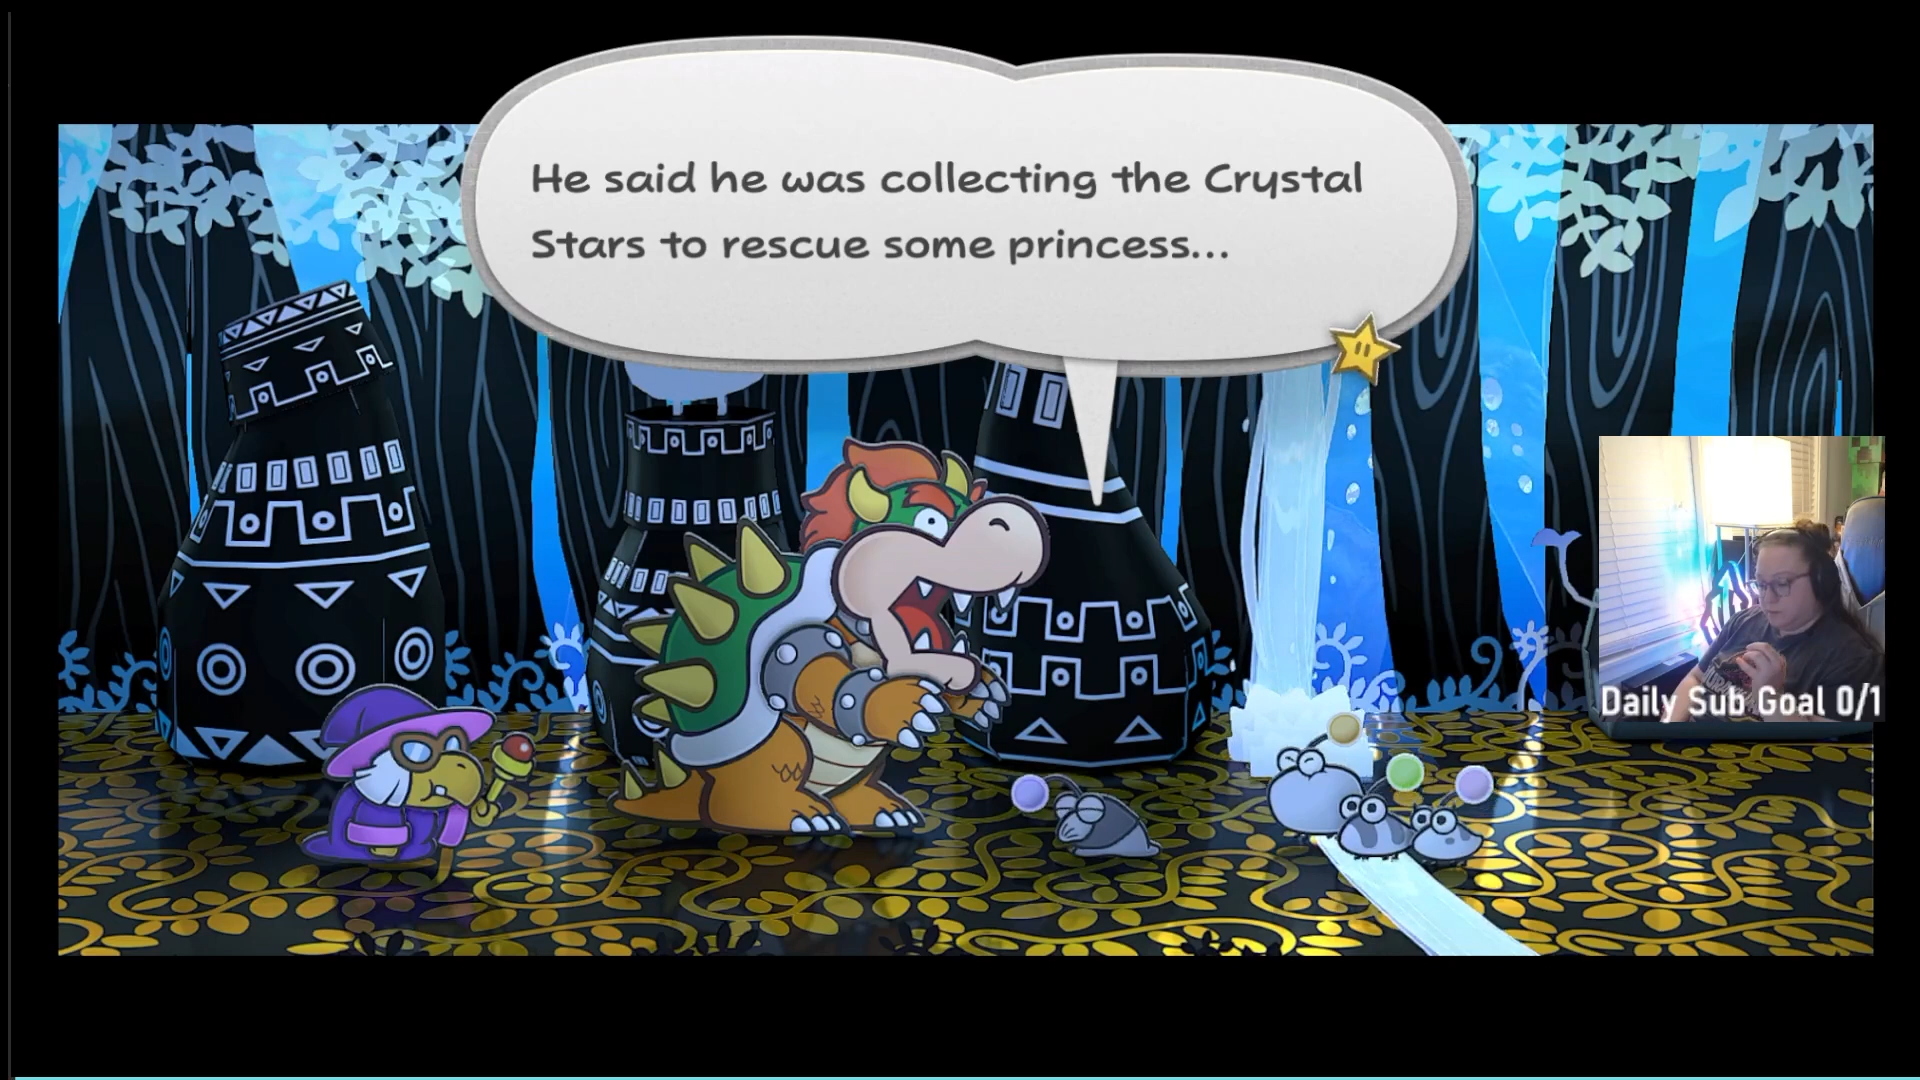 He said he was collecting the Crystal
Stars to rescue some princess...
Daily Sub Goal 0/1